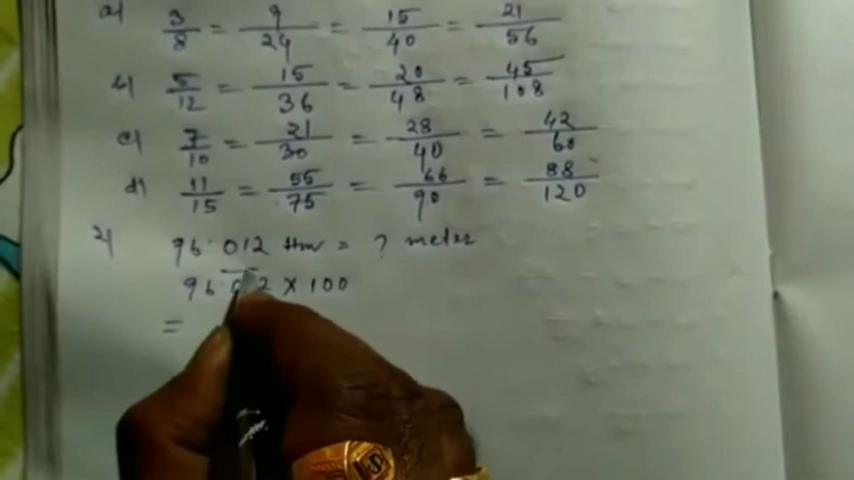 a) 3/8 = 9/24 = 15/40 = 21/56
b) 5/12 = 15/36 = 20/48 = 45/108
c) 7/10 = 21/30 = 28/40 = 42/60
d) 11/15 = 55/75 = 66/90 = 88/120
2) 96.012 Hm = ? meter
96.012 × 100
=